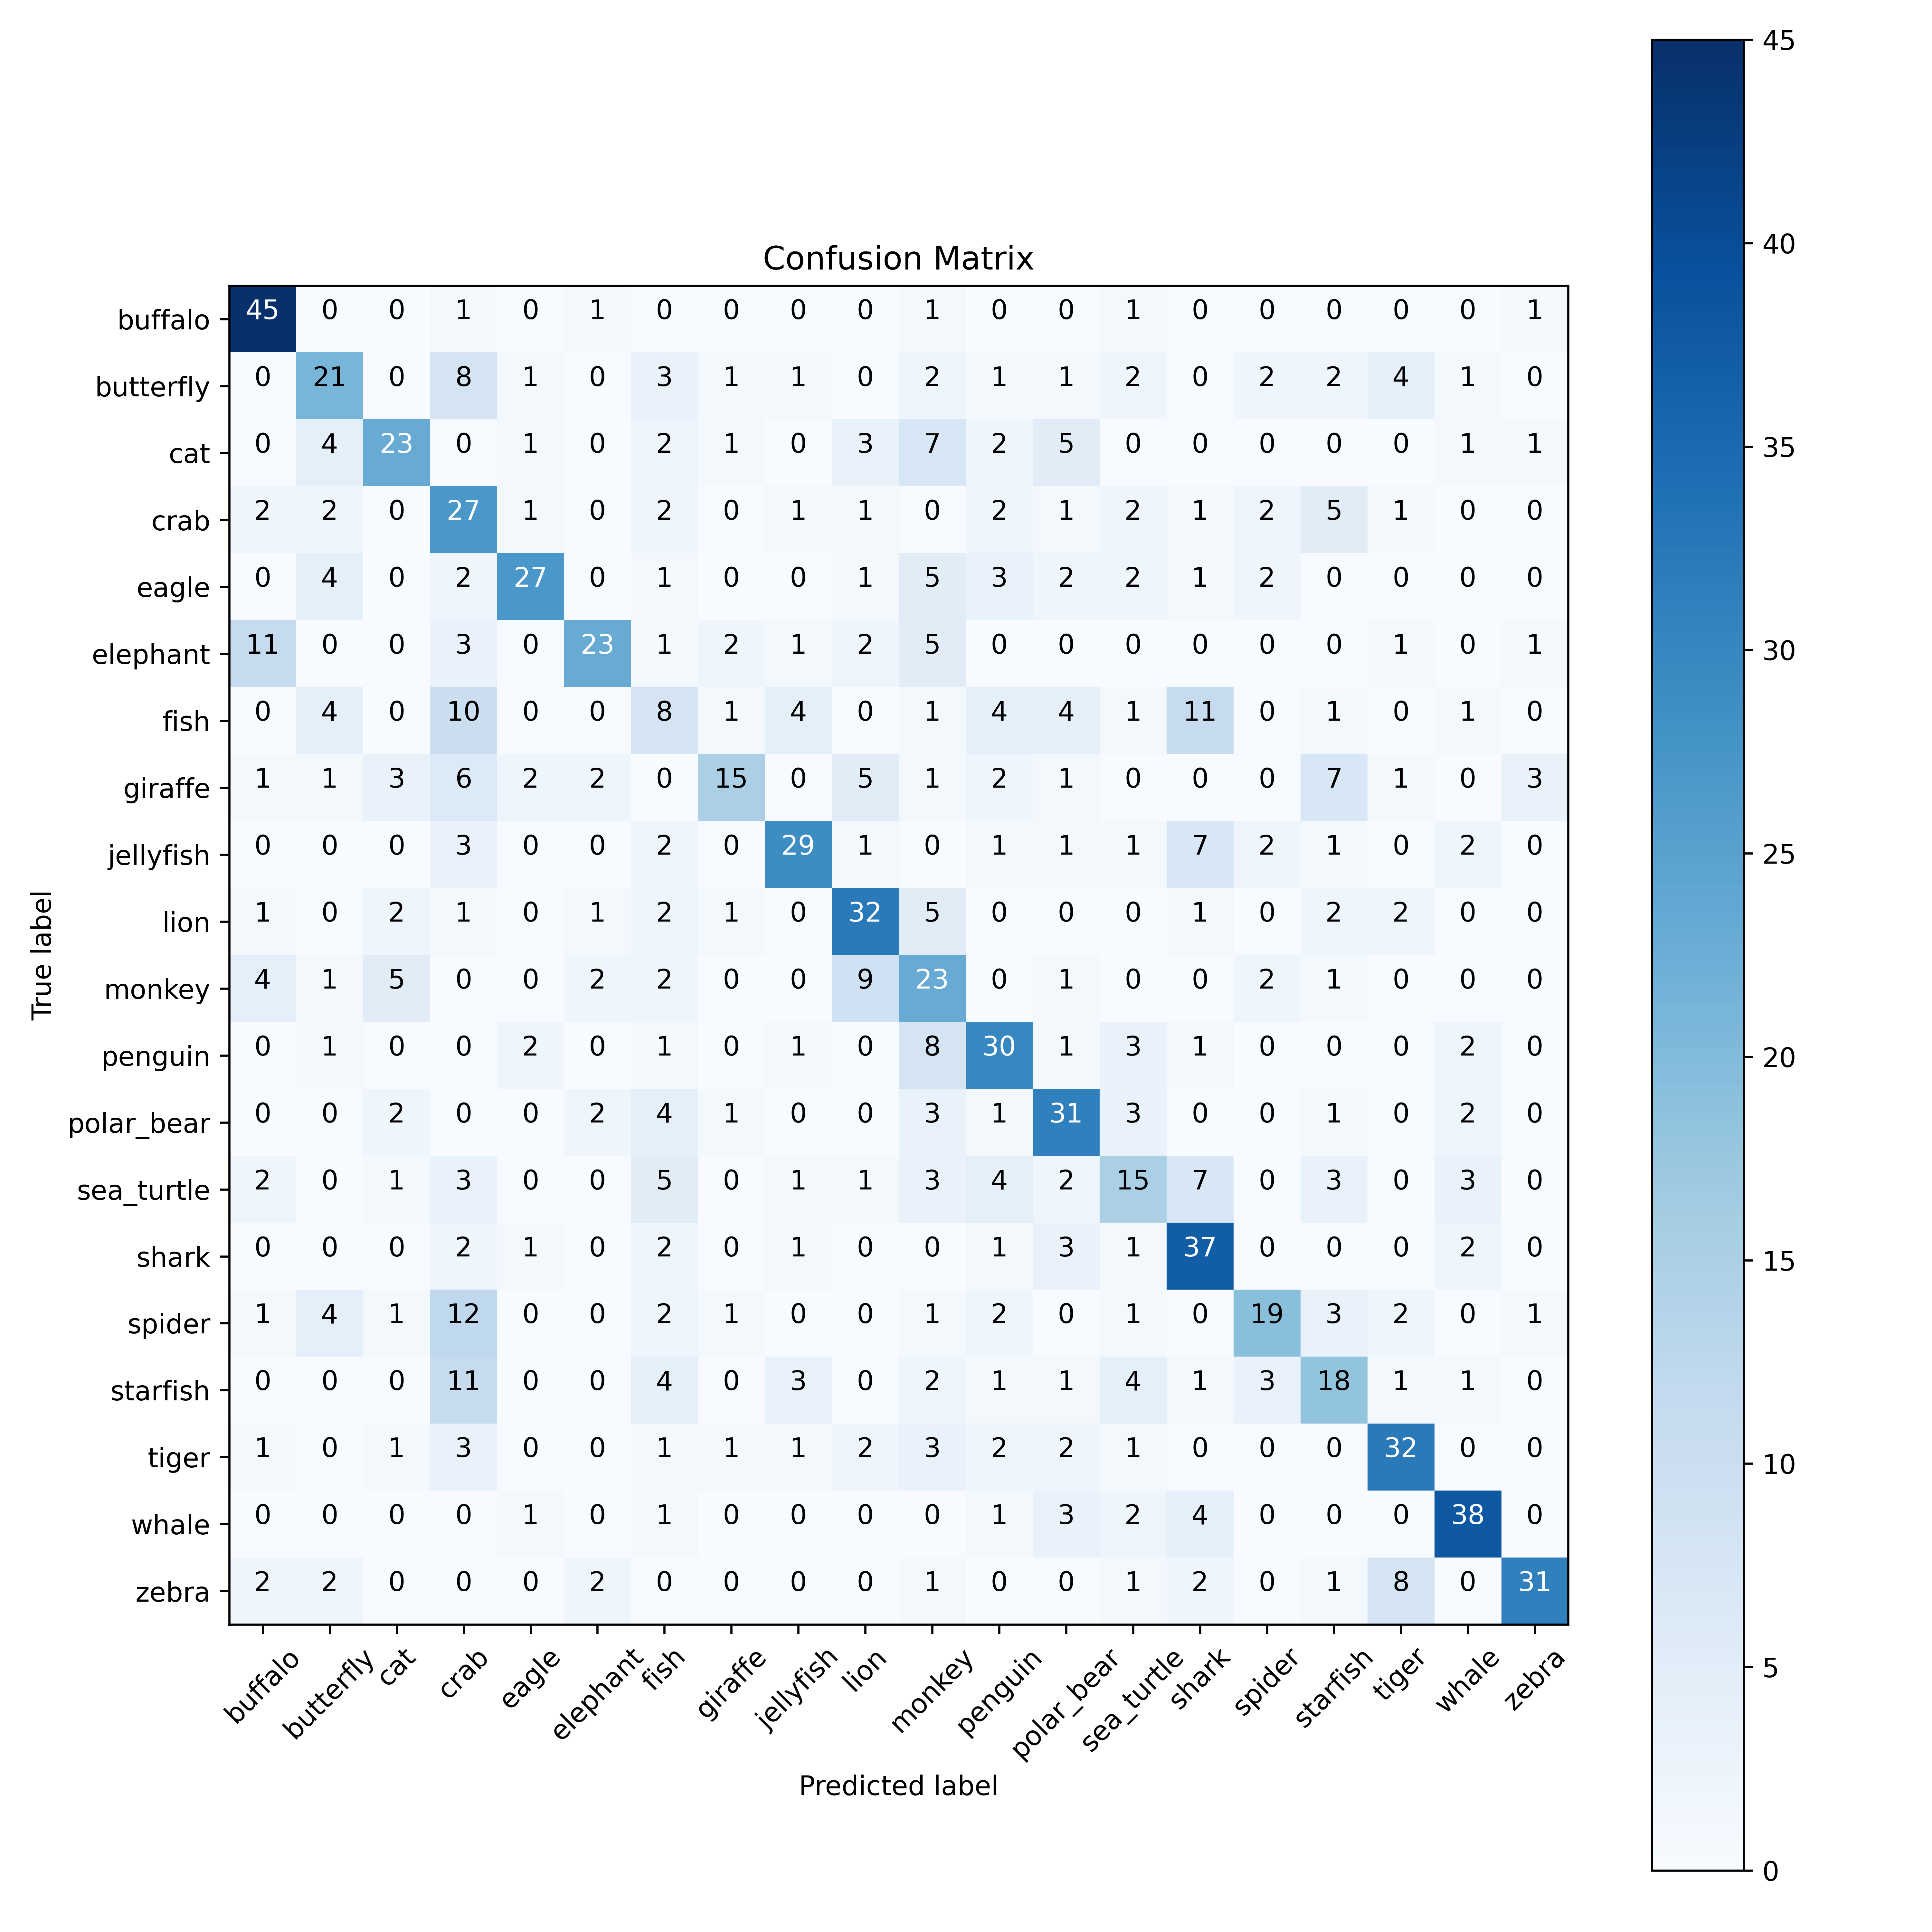 Confusion Matrix
buffalo 45 0 0 1 0 1 0 0 0 0 1 0 0 1 0 0 0 0 0 1
butterfly 0 21 0 8 1 0 3 1 1 0 2 1 1 2 0 2 2 4 1 0
cat 0 4 23 0 1 0 2 1 0 3 7 2 5 0 0 0 0 0 1 1
crab 2 2 0 27 1 0 2 0 1 1 0 2 1 2 1 2 5 1 0 0
eagle 0 4 0 2 27 0 1 0 0 1 5 3 2 2 1 2 0 0 0 0
elephant 11 0 0 3 0 23 1 2 1 2 5 0 0 0 0 0 0 1 0 1
fish 0 4 0 10 0 0 8 1 4 0 1 4 4 1 11 0 1 0 1 0
giraffe 1 1 3 6 2 2 0 15 0 5 1 2 1 0 0 0 7 1 0 3
jellyfish 0 0 0 3 0 0 2 0 29 1 0 1 1 1 7 2 1 0 2 0
lion 1 0 2 1 0 1 2 1 0 32 5 0 0 0 1 0 2 2 0 0
monkey 4 1 5 0 0 2 2 0 0 9 23 0 1 0 0 2 1 0 0 0
penguin 0 1 0 0 2 0 1 0 1 0 8 30 1 3 1 0 0 0 2 0
polar_bear 0 0 2 0 0 2 4 1 0 0 3 1 31 3 0 0 1 0 2 0
sea_turtle 2 0 1 3 0 0 5 0 1 1 3 4 2 15 7 0 3 0 3 0
shark 0 0 0 2 1 0 2 0 1 0 0 1 3 1 37 0 0 0 2 0
spider 1 4 1 12 0 0 2 1 0 0 1 2 0 1 0 19 3 2 0 1
starfish 0 0 0 11 0 0 4 0 3 0 2 1 1 4 1 3 18 1 1 0
tiger 1 0 1 3 0 0 1 1 1 2 3 2 2 1 0 0 0 32 0 0
whale 0 0 0 0 1 0 1 0 0 0 0 1 3 2 4 0 0 0 38 0
zebra 2 2 0 0 0 2 0 0 0 0 1 0 0 1 2 0 1 8 0 31
buffalo butterfly cat crab eagle elephant fish giraffe jellyfish lion monkey penguin polar_bear sea_turtle shark spider starfish tiger whale zebra
Predicted label
True label
45
40
35
30
25
20
15
10
5
0